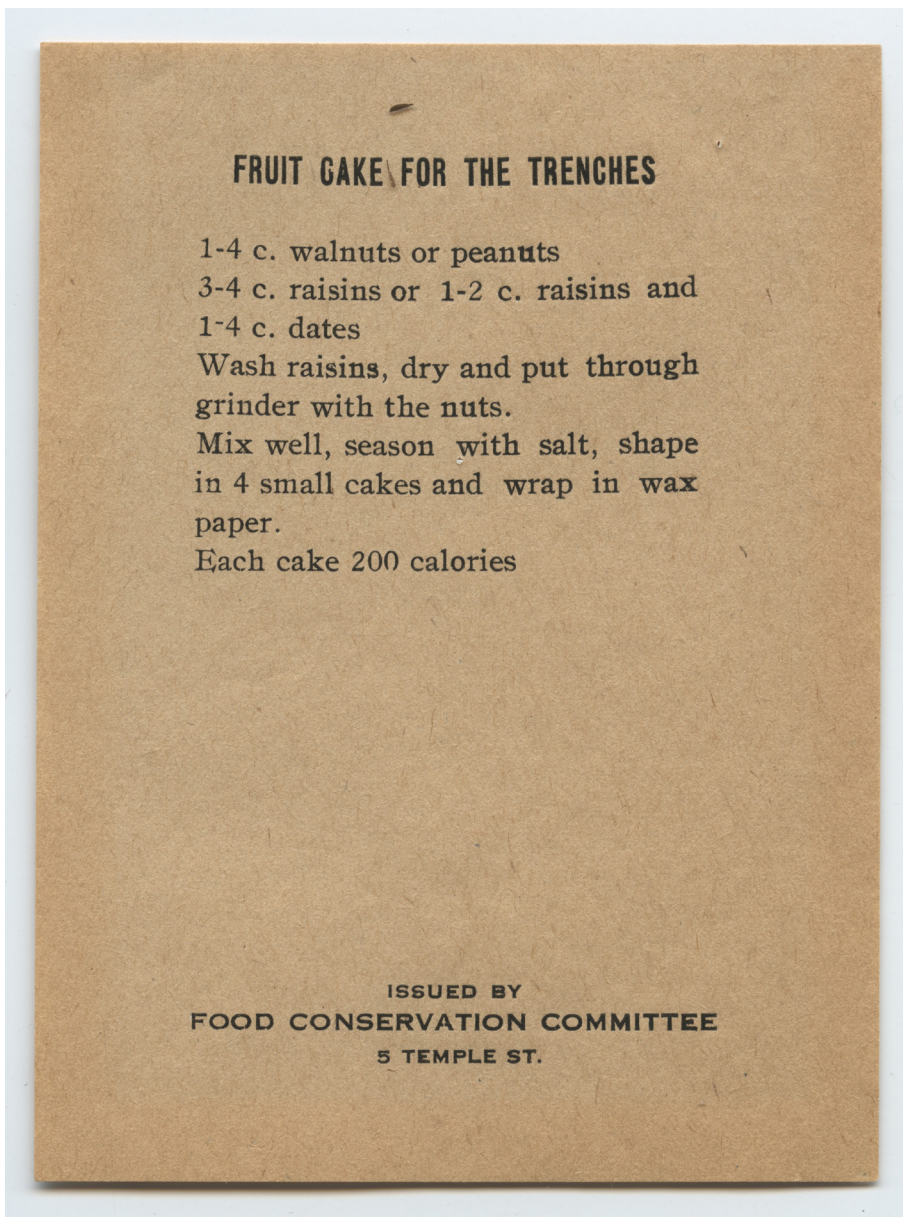 FRUIT CAKE FOR THE TRENCHES
1-4 c. walnuts or peanuts
3-4 c. raisins or 1-2 c. raisins and
1-4 c. dates
Wash raisins, dry and put through
grinder with the nuts.
Mix well, season with salt, shape
in 4 small cakes and wrap in wax
paper.
Each cake 200 calories
ISSUED BY
FOOD CONSERVATION COMMITTEE
5 TEMPLE ST.